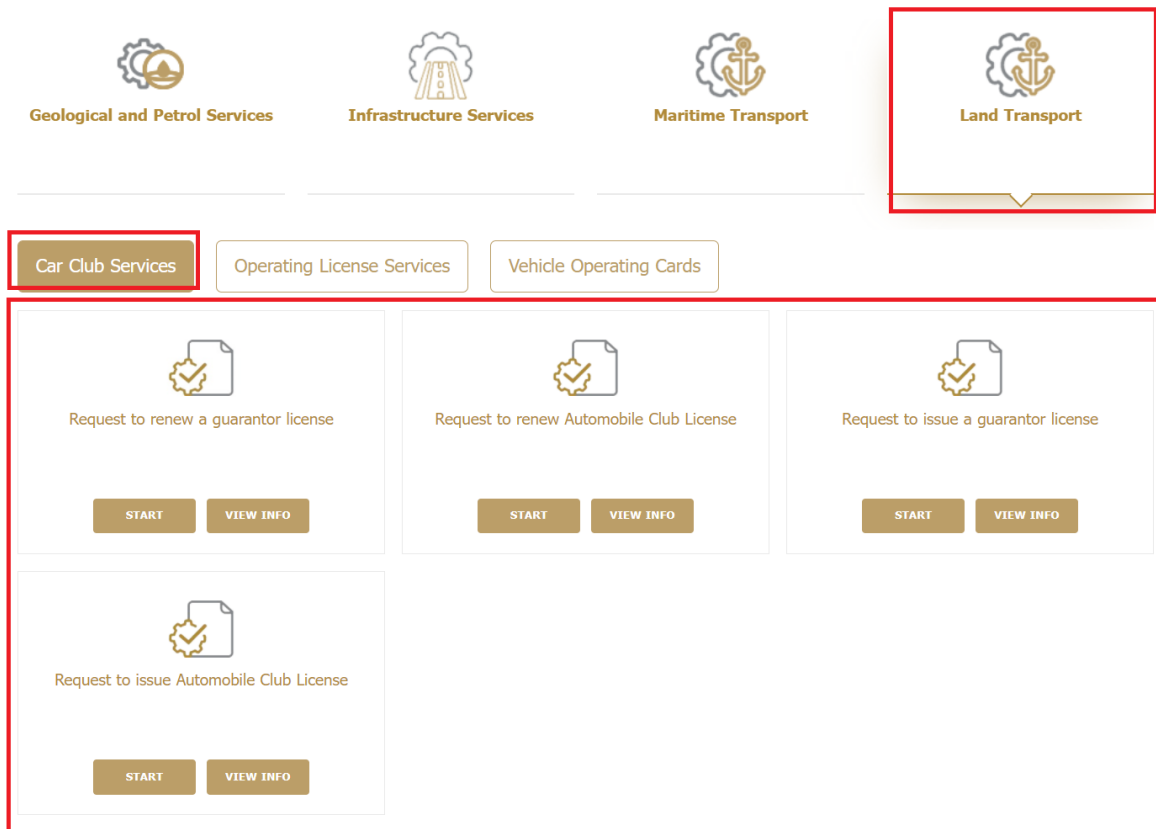 Geological and Petrol Services
Infrastructure Services
Maritime Transport
Land Transport
Car Club Services
Operating License Services
Vehicle Operating Cards
Request to renew a guarantor license
START
VIEW INFO
Request to renew Automobile Club License
START
VIEW INFO
Request to issue a guarantor license
START
VIEW INFO
Request to issue Automobile Club License
START
VIEW INFO